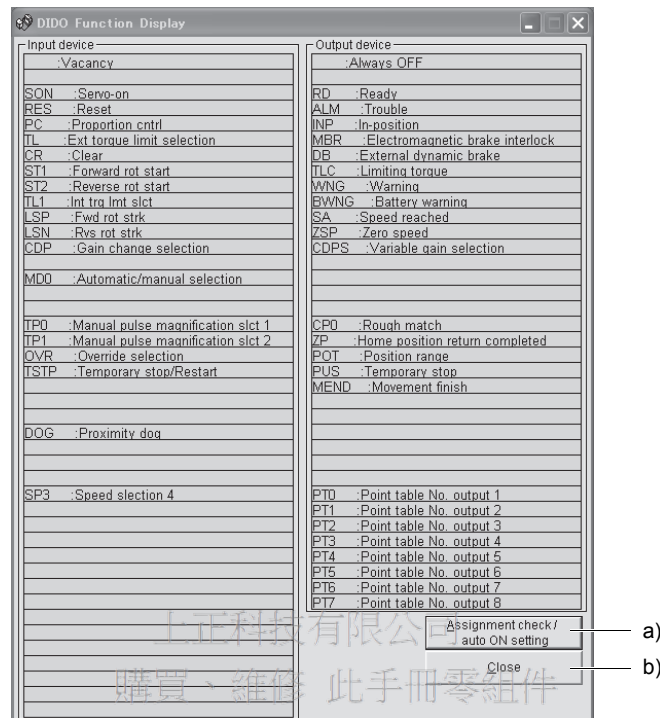 DIDO Function Display
Input device
:Vacancy
SON :Servo-on
RES :Reset
PC :Proportion cntrl
TL :Ext torque limit selection
CR :Clear
ST1 :Forward rot start
ST2 :Reverse rot start
TL1 :Int trq lmt slct
LSP :Fwd rot strk
LSN :Rvs rot strk
CDP :Gain change selection
MD0 :Automatic/manual selection
TP0 :Manual pulse magnification slct 1
TP1 :Manual pulse magnification slct 2
OVR :Override selection
TSTP :Temporary stop/Restart
DOG :Proximity dog
SP3 :Speed slection 4
Output device
:Always OFF
RD :Ready
ALM :Trouble
INP :In-position
MBR :Electromagnetic brake interlock
DB :External dynamic brake
TLC :Limiting torque
WNG :Warning
BWNG :Battery warning
SA :Speed reached
ZSP :Zero speed
CDPS :Variable gain selection
CP0 :Rough match
ZP :Home position return completed
POT :Position range
PUS :Temporary stop
MEND :Movement finish
PT0 :Point table No. output 1
PT1 :Point table No. output 2
PT2 :Point table No. output 3
PT3 :Point table No. output 4
PT4 :Point table No. output 5
PT5 :Point table No. output 6
PT6 :Point table No. output 7
PT7 :Point table No. output 8
Assignment check /
auto ON setting
a)
Close
b)
上正科技有限公司
購買、維修 此手冊零組件